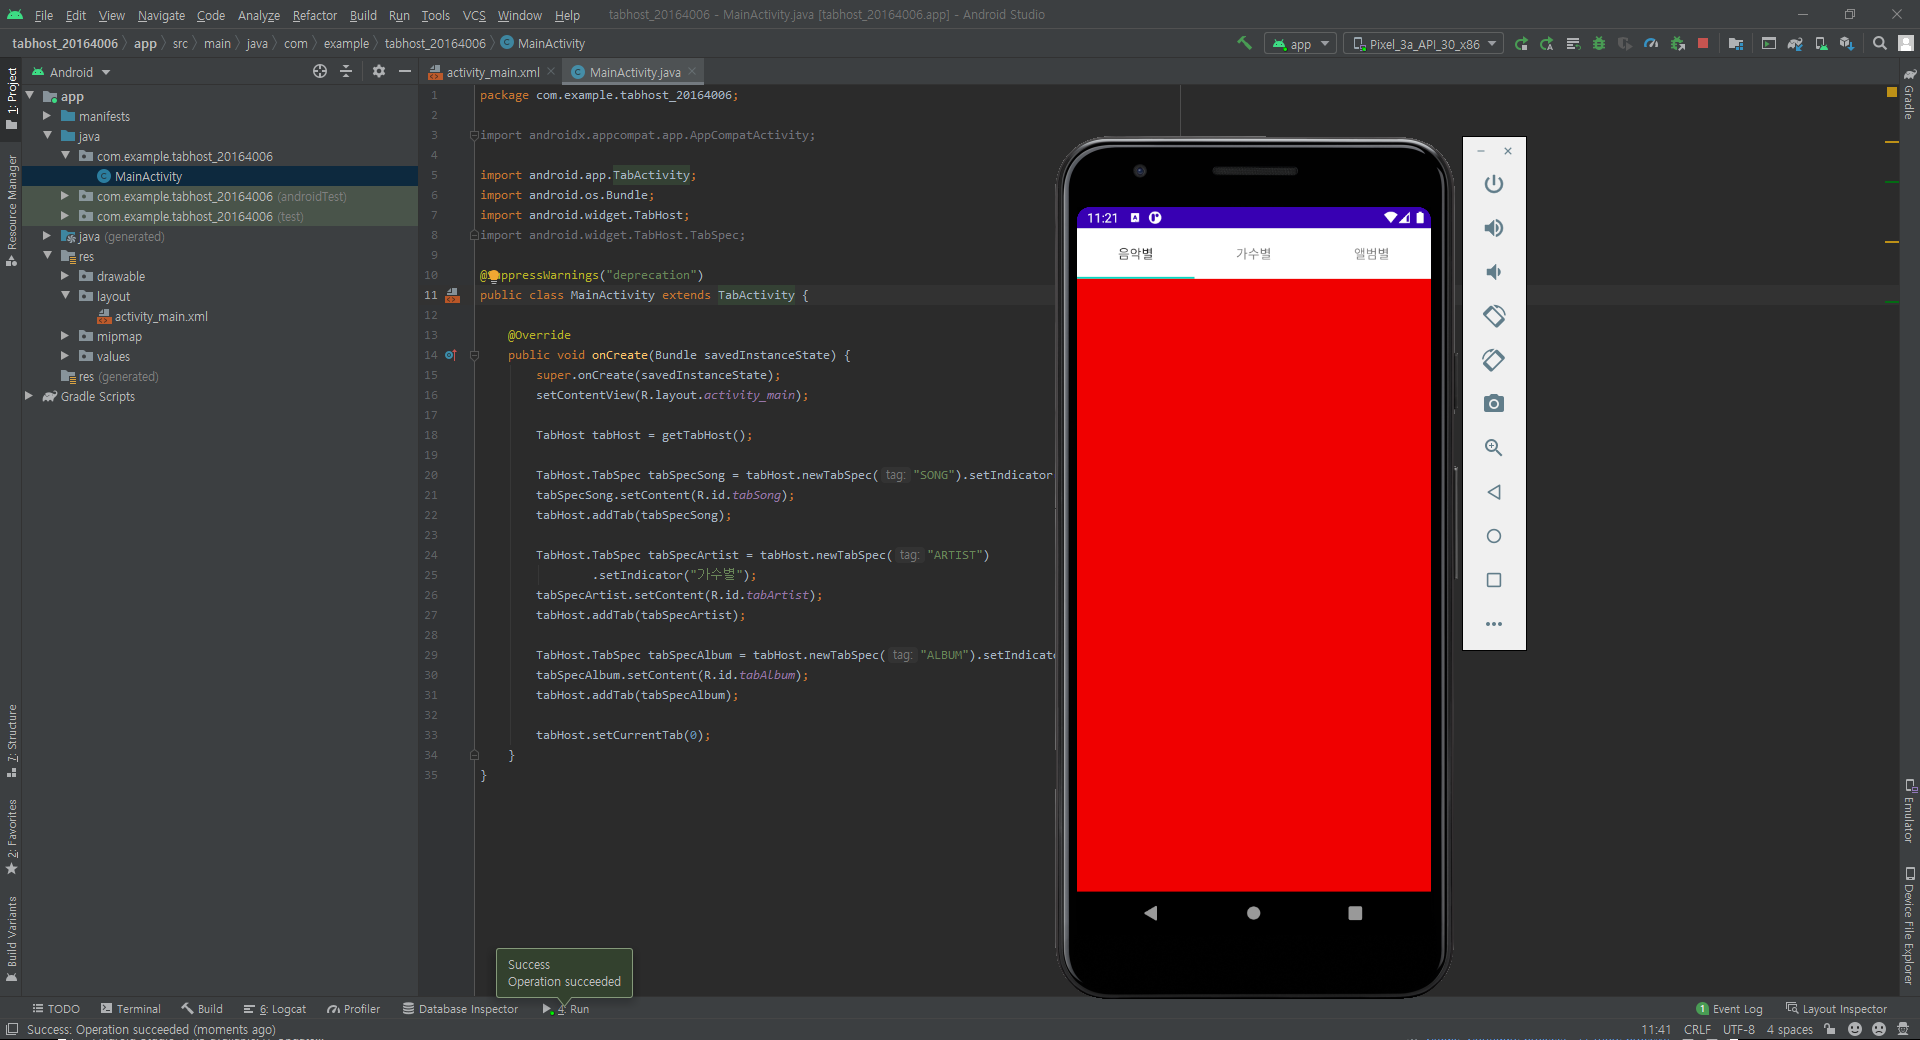 File Edit View Navigate Code Analyze Refactor Build Run Tools VCS Window Help tabhost_20164006 - MainActivity.java [tabhost_20164006.app] - Android Studio
tabhost_20164006 app src main java com example tabhost_20164006 MainActivity app Pixel_3a_API_30_x86
Android
activity_main.xml MainActivity.java
1: Project
Resource Manager
7: Structure
2: Favorites
Build Variants
app
manifests
java
com.example.tabhost_20164006
MainActivity
com.example.tabhost_20164006 (androidTest)
com.example.tabhost_20164006 (test)
java (generated)
res
drawable
layout
activity_main.xml
mipmap
values
res (generated)
Gradle Scripts
1 package com.example.tabhost_20164006;
2
3 import androidx.appcompat.app.AppCompatActivity;
4
5 import android.app.TabActivity;
6 import android.os.Bundle;
7 import android.widget.TabHost;
8 import android.widget.TabHost.TabSpec;
9
10 @SuppressWarnings("deprecation")
11 public class MainActivity extends TabActivity {
12
13 @Override
14 public void onCreate(Bundle savedInstanceState) {
15 super.onCreate(savedInstanceState);
16 setContentView(R.layout.activity_main);
17
18 TabHost tabHost = getTabHost();
19
20 TabHost.TabSpec tabSpecSong = tabHost.newTabSpec( tag: "SONG").setIndicator
21 tabSpecSong.setContent(R.id.tabSong);
22 tabHost.addTab(tabSpecSong);
23
24 TabHost.TabSpec tabSpecArtist = tabHost.newTabSpec( tag: "ARTIST")
25 .setIndicator("가수별");
26 tabSpecArtist.setContent(R.id.tabArtist);
27 tabHost.addTab(tabSpecArtist);
28
29 TabHost.TabSpec tabSpecAlbum = tabHost.newTabSpec( tag: "ALBUM").setIndicato
30 tabSpecAlbum.setContent(R.id.tabAlbum);
31 tabHost.addTab(tabSpecAlbum);
32
33 tabHost.setCurrentTab(0);
34 }
35 }
11:21
음악별 가수별 앨범별
Gradle
Emulator
Device File Explorer
Success
Operation succeeded
TODO Terminal Build 6: Logcat Profiler Database Inspector 4: Run Event Log Layout Inspector
Success: Operation succeeded (moments ago) 11:41 CRLF UTF-8 4 spaces